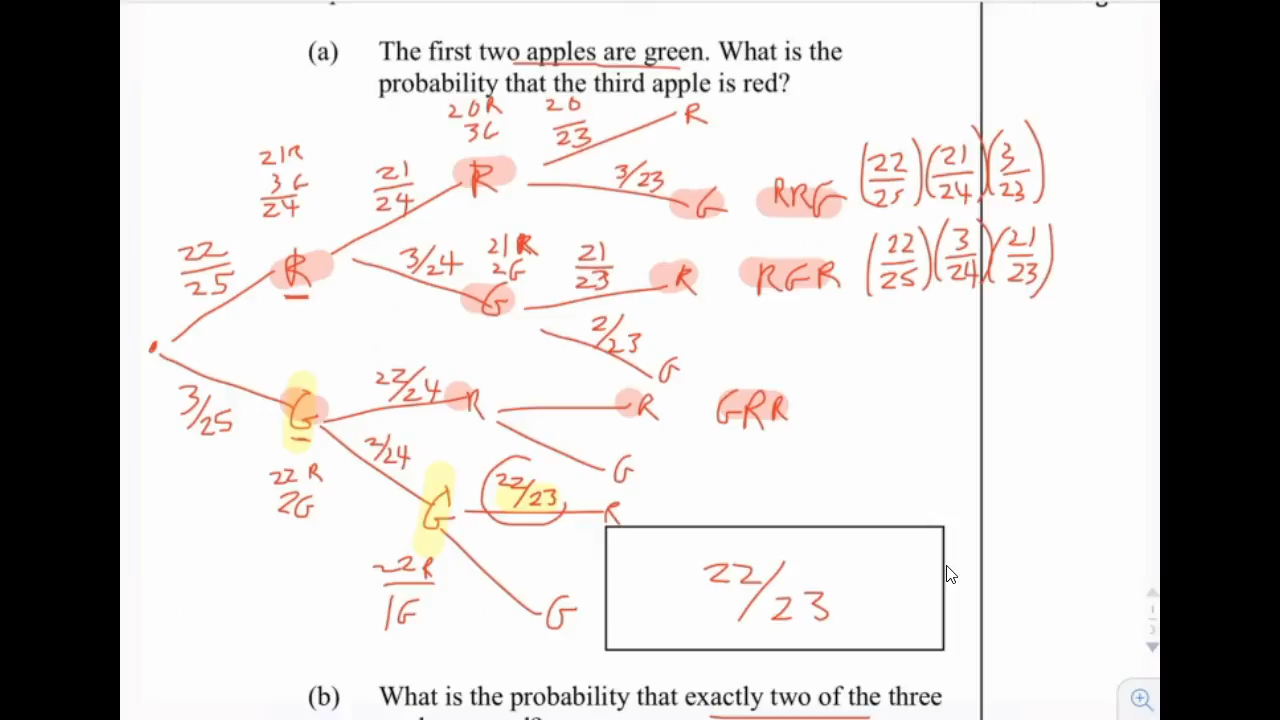 (a) The first two apples are green. What is the
probability that the third apple is red?
20R
3G
20/23
R
21R
3G
24
21/24
R
3/23
G
RRG (22/25)(21/24)(3/23)
22/25
R
3/24
21R
2G
G
21/23
R
RGR (22/25)(3/24)(21/23)
2/23
G
3/25
G
22/24
R
R
GRR
22R
2G
2/24
G
G
22/23
R
22R
1G
G
22/23
(b) What is the probability that exactly two of the three